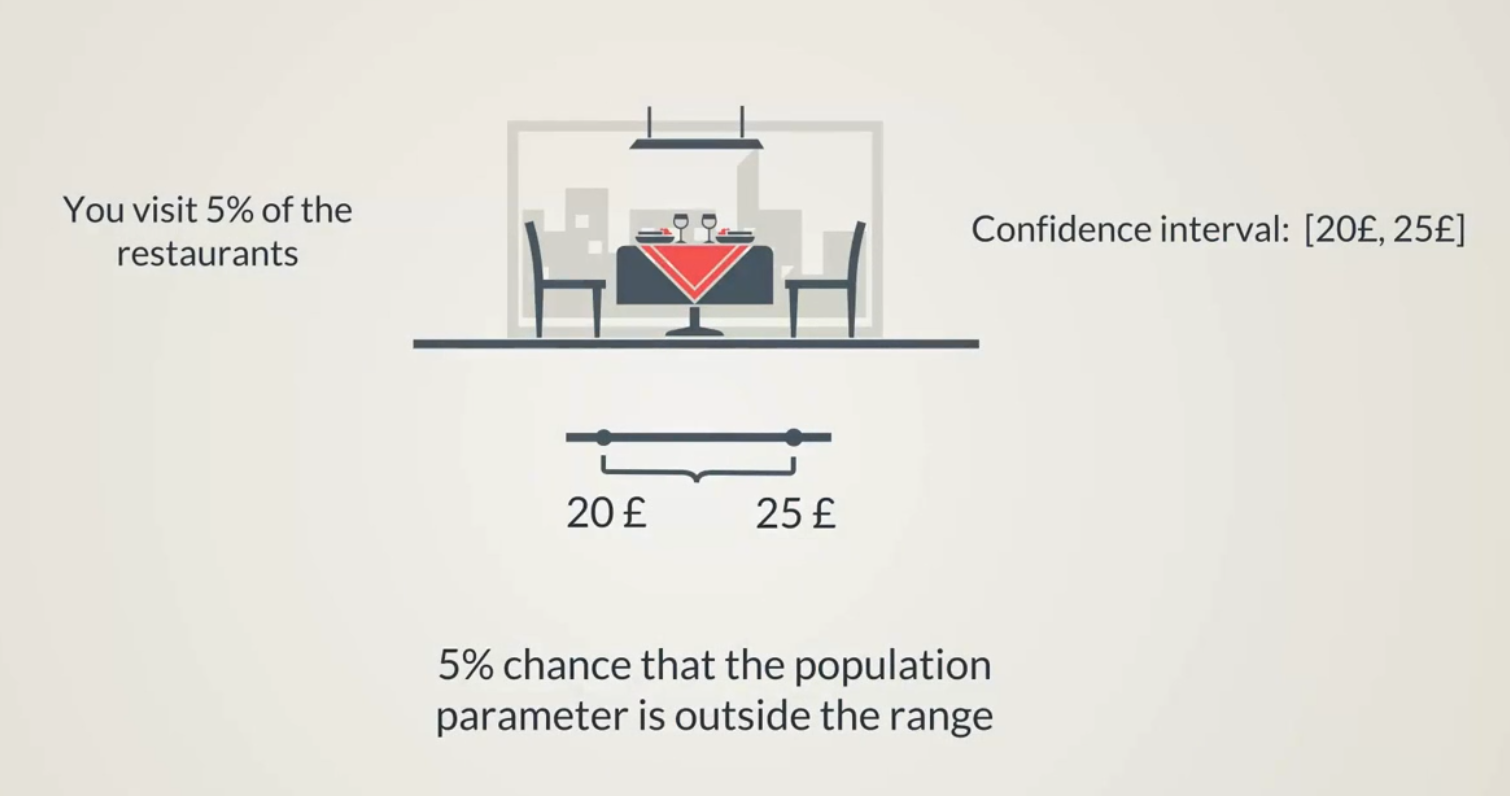 You visit 5% of the
restaurants
Confidence interval: [20£, 25£]
20 £
25 £
5% chance that the population
parameter is outside the range